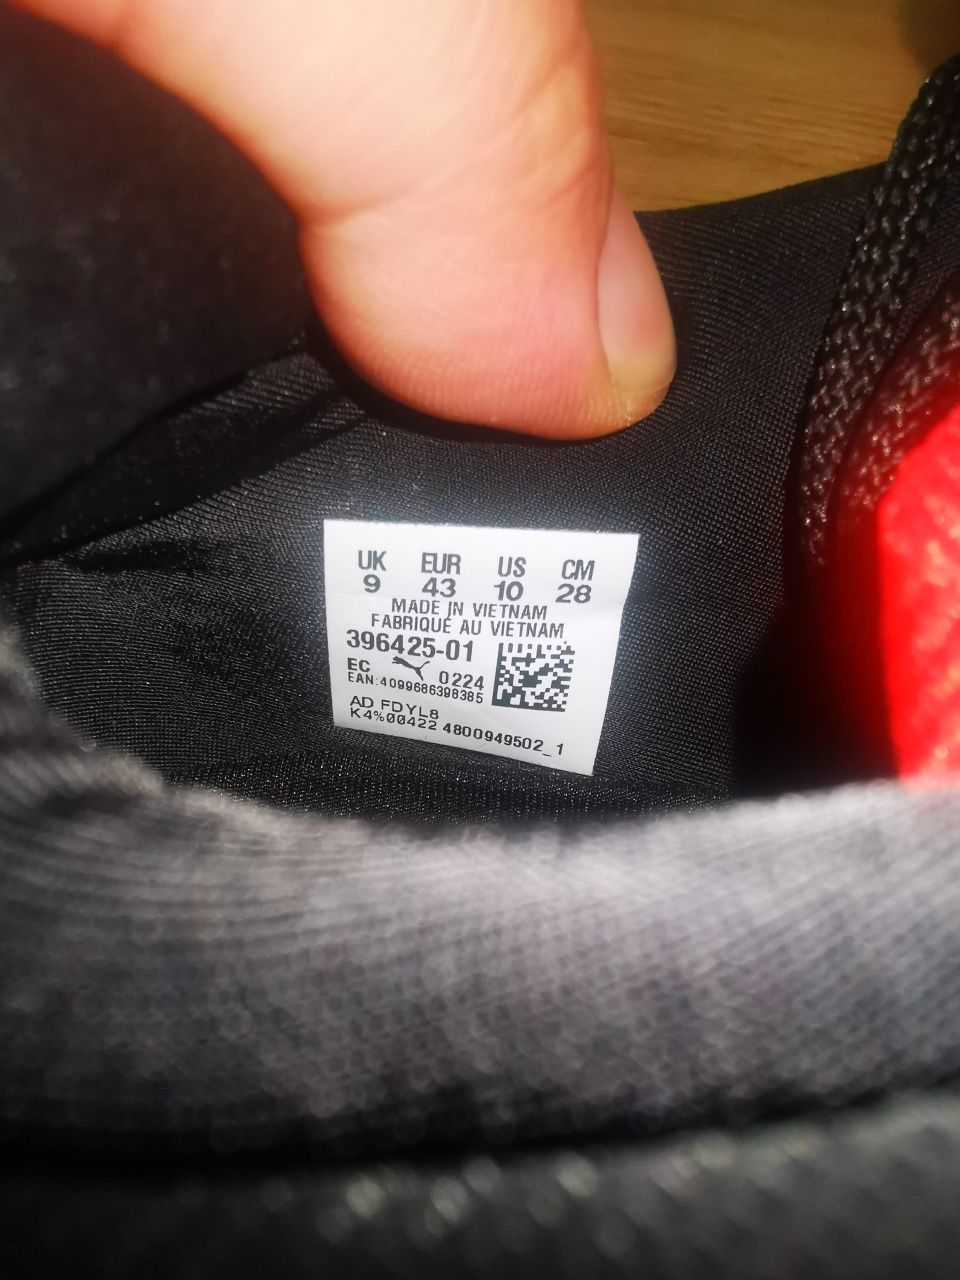 UK EUR US CM
9 43 10 28
MADE IN VIETNAM
FABRIQUÉ AU VIETNAM
396425-01
EC 0224
EAN:4099686398385
AD FDYL8
K4%00422 4800949502_1